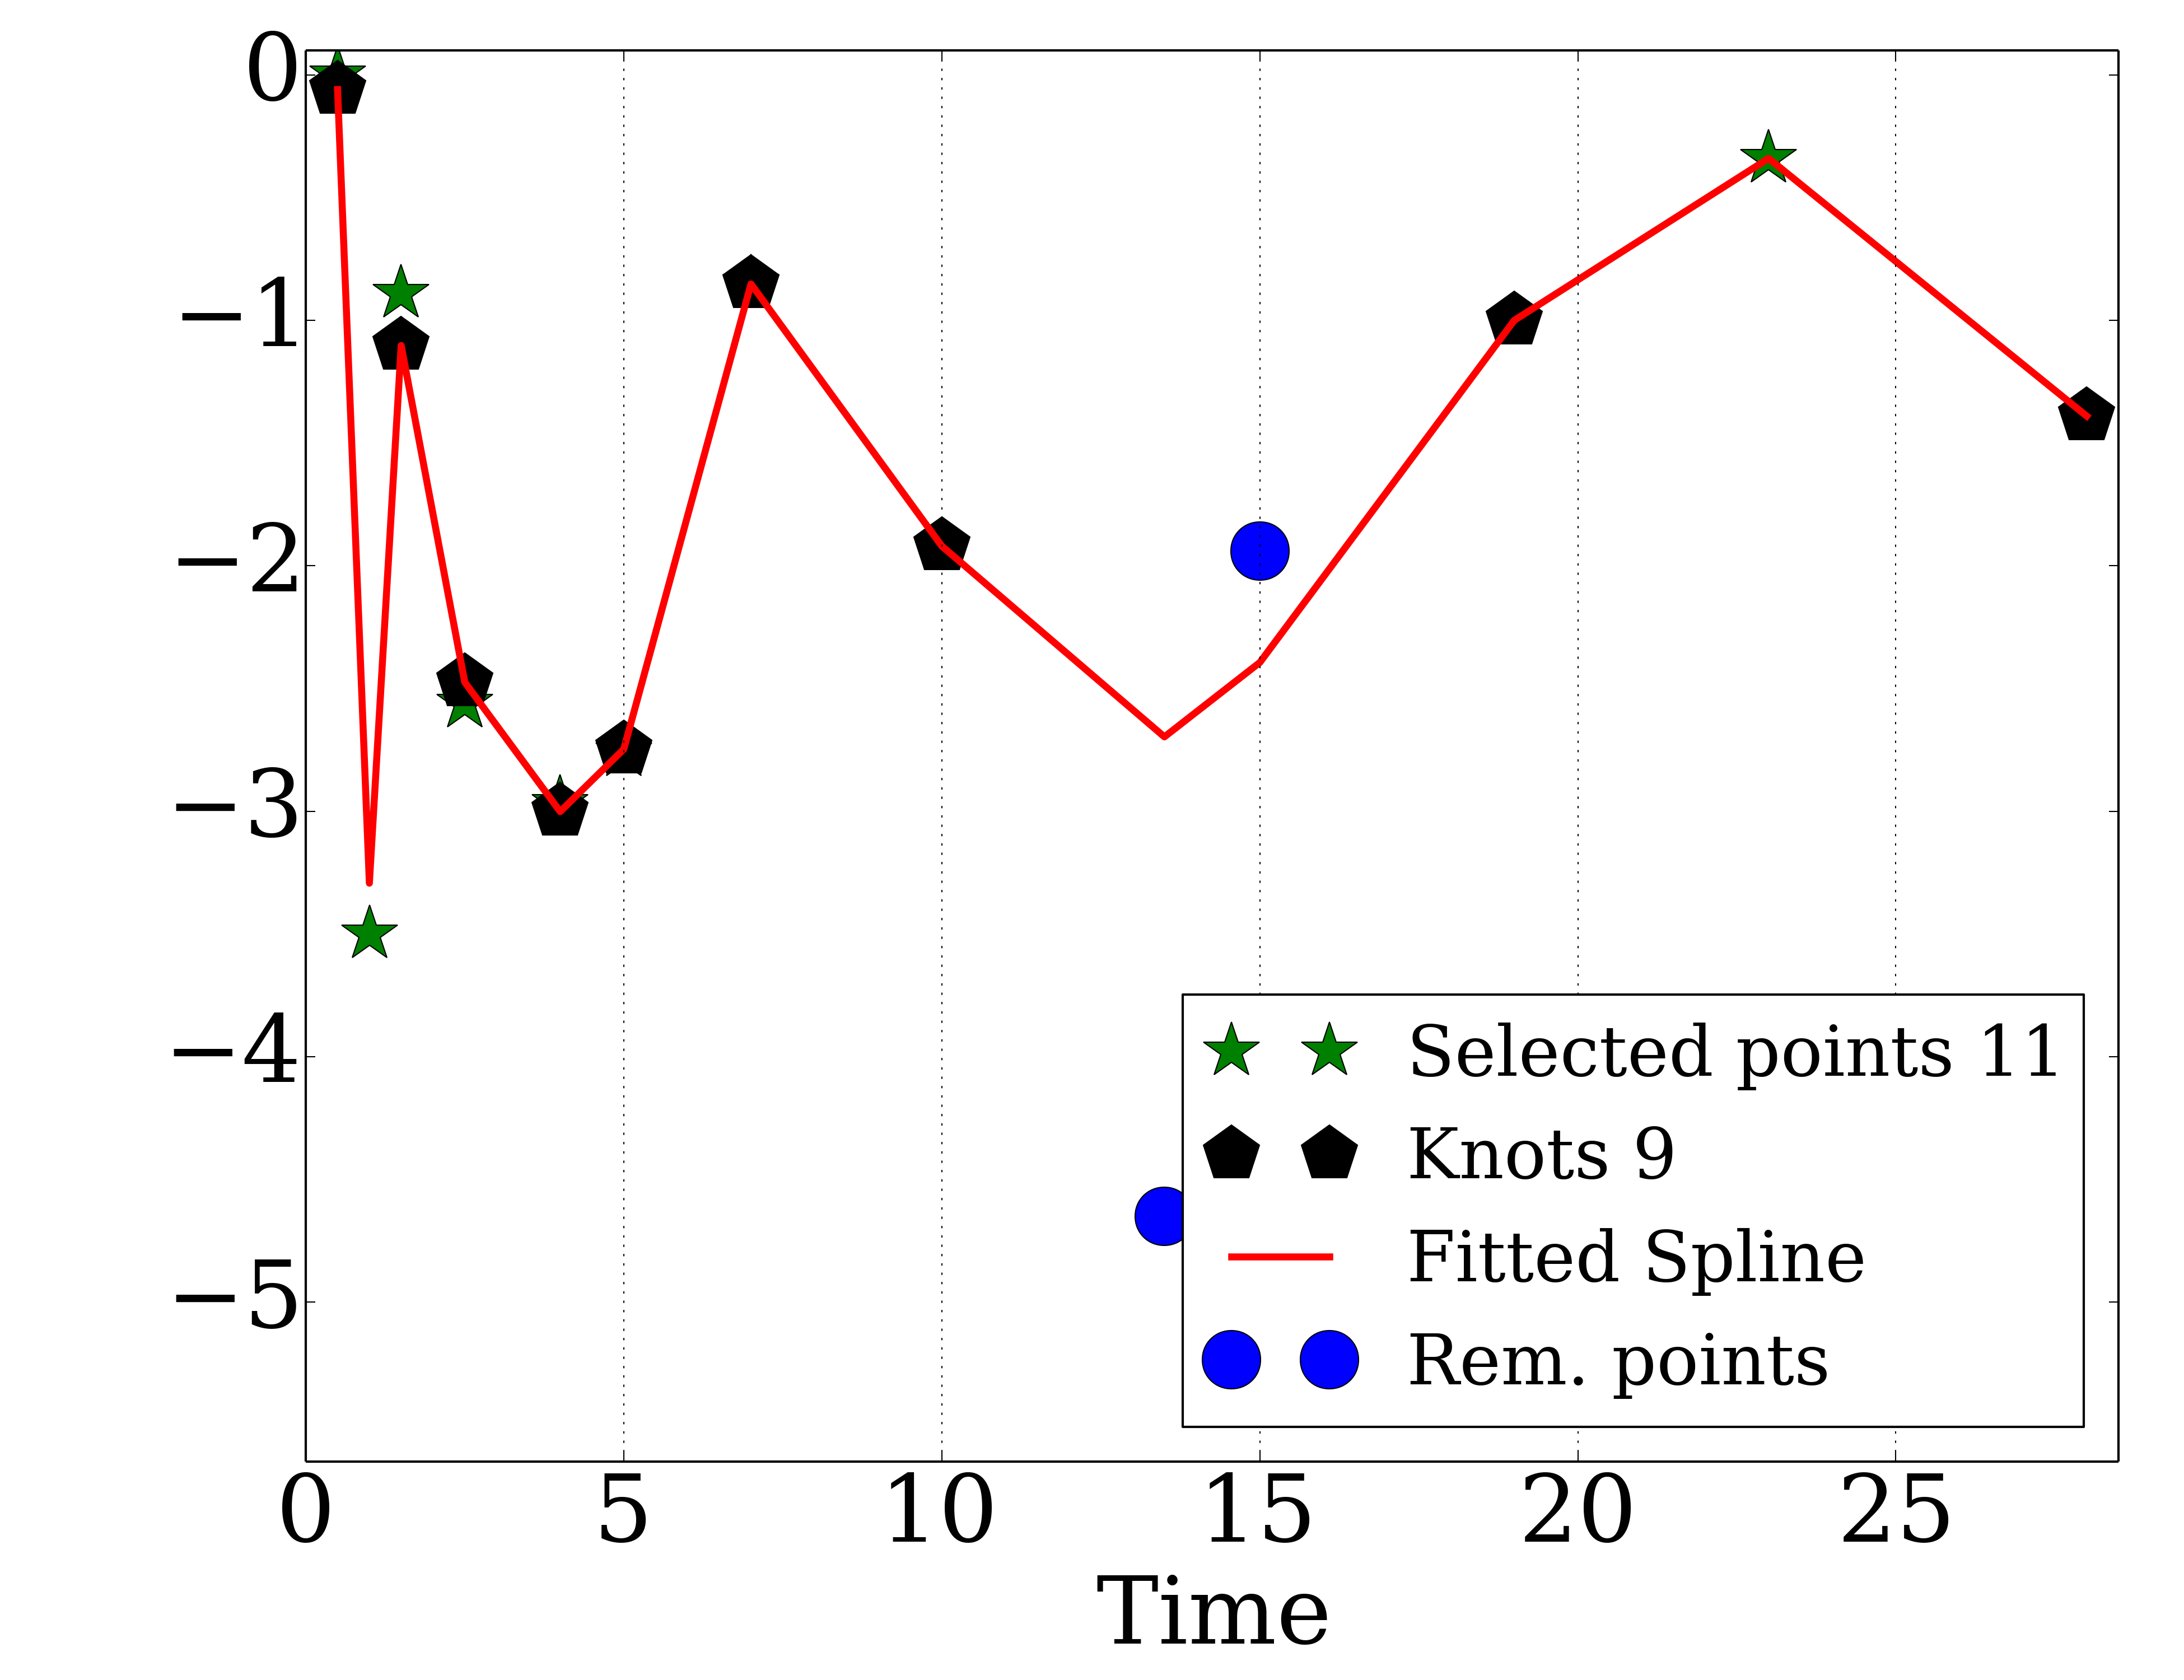 0
−1
−2
−3
−4
−5
Selected points 11
Knots 9
Fitted Spline
Rem. points
0 5 10 15 20 25
Time